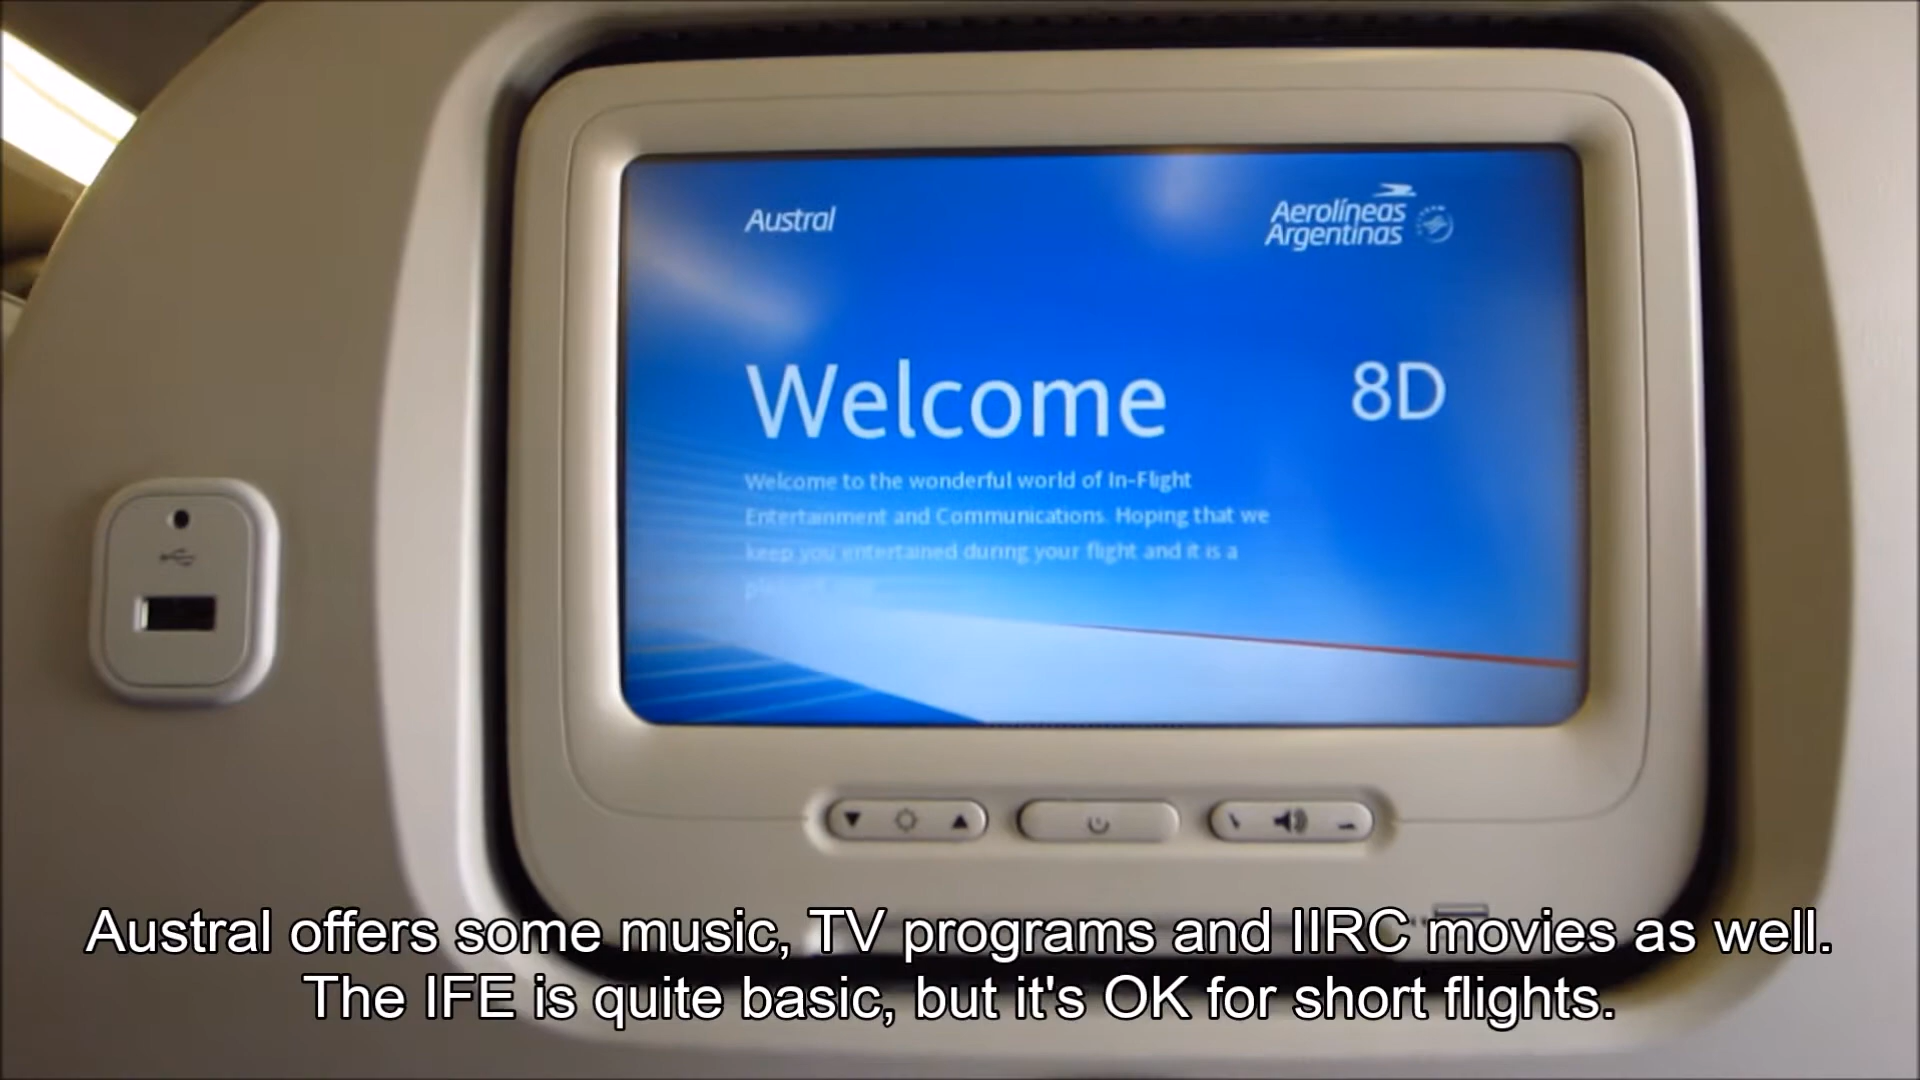 Austral
Aerolíneas
Argentinas
Welcome
8D
Welcome to the wonderful world of In-Flight
Entertainment and Communications. Hoping that we
keep you entertained during your flight and it is a
Austral offers some music, TV programs and IIRC movies as well.
The IFE is quite basic, but it's OK for short flights.